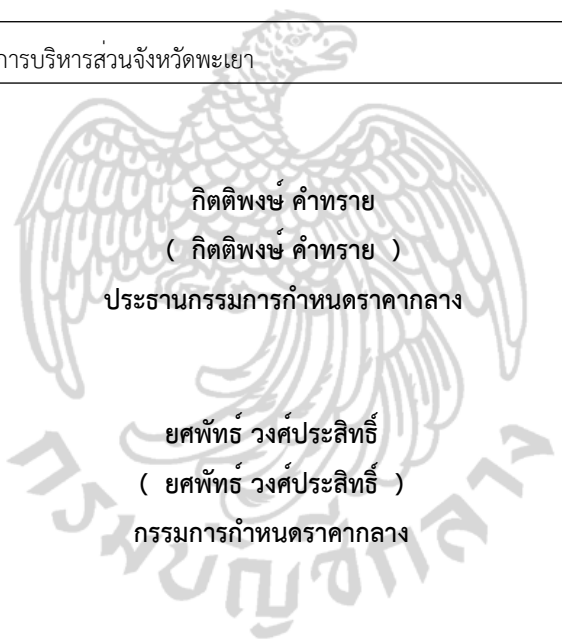 การบริหารส่วนจังหวัดพะเยา
กิตติพงษ์ คำทราย
( กิตติพงษ์ คำทราย )
ประธานกรรมการกำหนดราคากลาง
ยศพัทธ์ วงศ์ประสิทธิ์
( ยศพัทธ์ วงศ์ประสิทธิ์ )
กรรมการกำหนดราคากลาง
กรมบัญชีกลาง